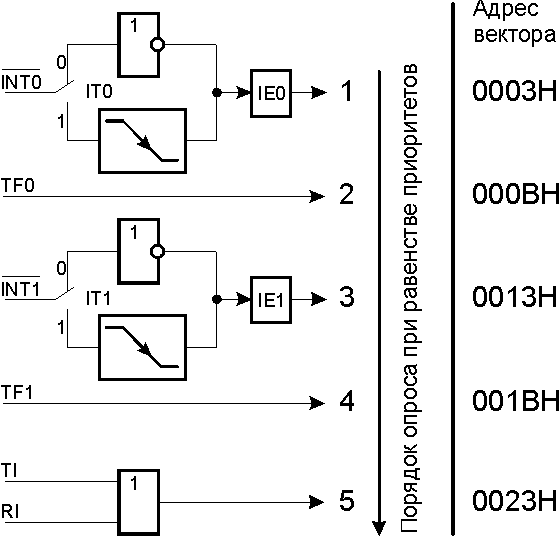 Адрес
вектора
1
0
INT0
IT0
IE0
1
0003H
1
TF0
2
000BH
1
0
INT1
IT1
IE1
3
0013H
1
TF1
4
001BH
TI
1
5
0023H
RI
Порядок опроса при равенстве приоритетов